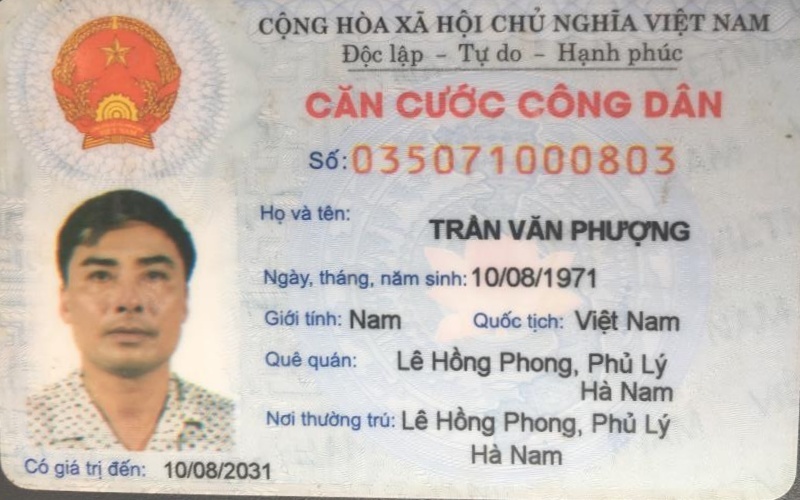 CỘNG HÒA XÃ HỘI CHỦ NGHĨA VIỆT NAM
Độc lập - Tự do - Hạnh phúc
CĂN CƯỚC CÔNG DÂN
Số: 035071000803
Họ và tên:
TRẦN VĂN PHƯỢNG
Ngày, tháng, năm sinh: 10/08/1971
Giới tính: Nam Quốc tịch: Việt Nam
Quê quán: Lê Hồng Phong, Phủ Lý
Hà Nam
Nơi thường trú: Lê Hồng Phong, Phủ Lý
Hà Nam
Có giá trị đến: 10/08/2031